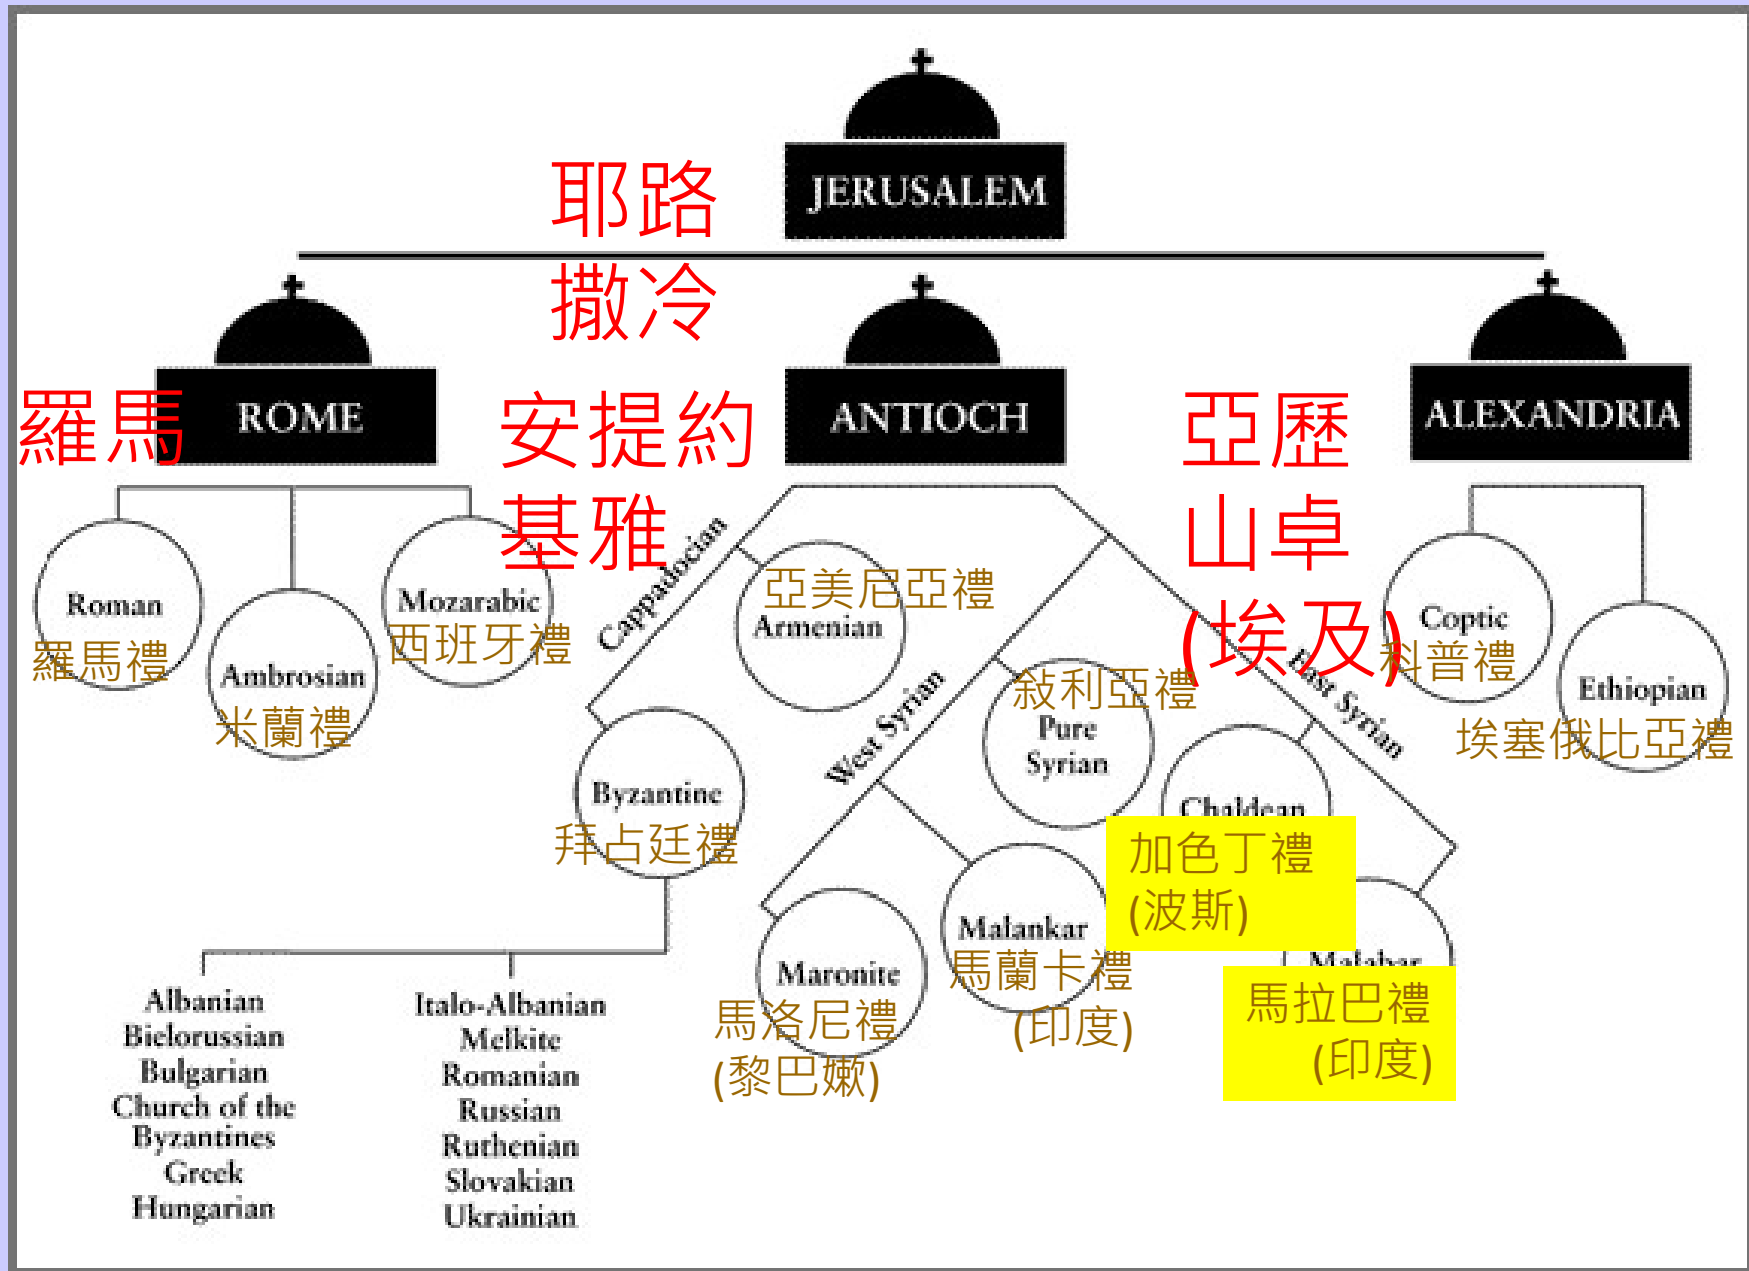 JERUSALEM
耶路
撒冷
羅馬
ROME
安提約
基雅
ANTIOCH
亞歷
山卓
(埃及)
ALEXANDRIA
Roman
羅馬禮
Ambrosian
米蘭禮
Mozarabic
西班牙禮
Cappadocian
亞美尼亞禮
Armenian
Byzantine
拜占廷禮
West Syrian
敍利亞禮
Pure
Syrian
East Syrian
Chaldean
加色丁禮
(波斯)
Maronite
馬洛尼禮
(黎巴嫰)
Malankar
馬蘭卡禮
(印度)
Malabar
馬拉巴禮
(印度)
Coptic
科普禮
Ethiopian
埃塞俄比亞禮
Albanian
Bielorussian
Bulgarian
Church of the
Byzantines
Greek
Hungarian
Italo-Albanian
Melkite
Romanian
Russian
Ruthenian
Slovakian
Ukrainian